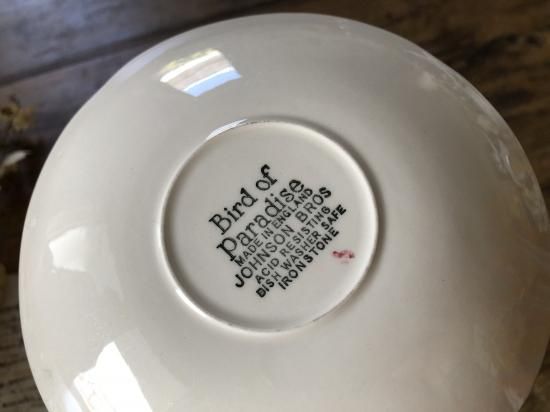 Bird of
Paradise
MADE IN ENGLAND
JOHNSON BROS
ACID RESISTING
DISH WASHER SAFE
IRONSTONE